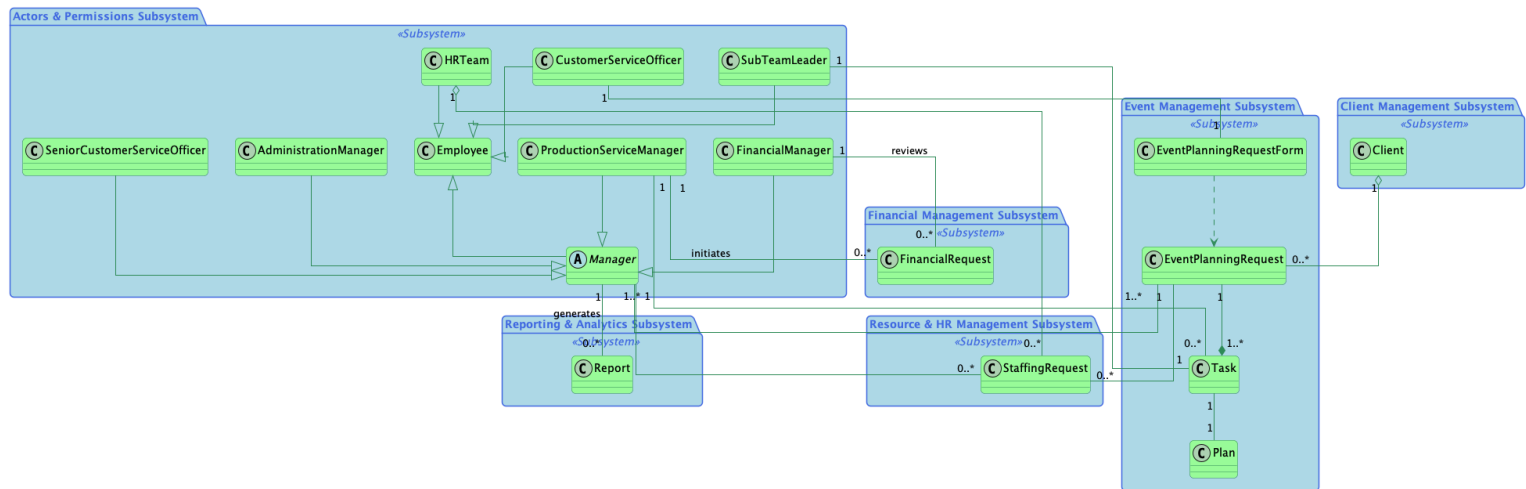 Actors & Permissions Subsystem
«Subsystem»
C HRTeam
C CustomerServiceOfficer
C SubTeamLeader
1
1
1
Event Management Subsystem
«Subsystem»
1
Client Management Subsystem
«Subsystem»
C SeniorCustomerServiceOfficer
C AdministrationManager
C Employee
C ProductionServiceManager
C FinancialManager
1
reviews
C EventPlanningRequestForm
C Client
1
1
1
Financial Management Subsystem
«Subsystem»
0..*
A Manager
initiates
0..*
C FinancialRequest
C EventPlanningRequest
0..*
1
1..*
1
1..*
1
1
generates
Reporting & Analytics Subsystem
«Subsystem»
0..*
Resource & HR Management Subsystem
«Subsystem»
0..*
0..*
1..*
1
C Report
0..*
C StaffingRequest
0..*
C Task
1
1
C Plan